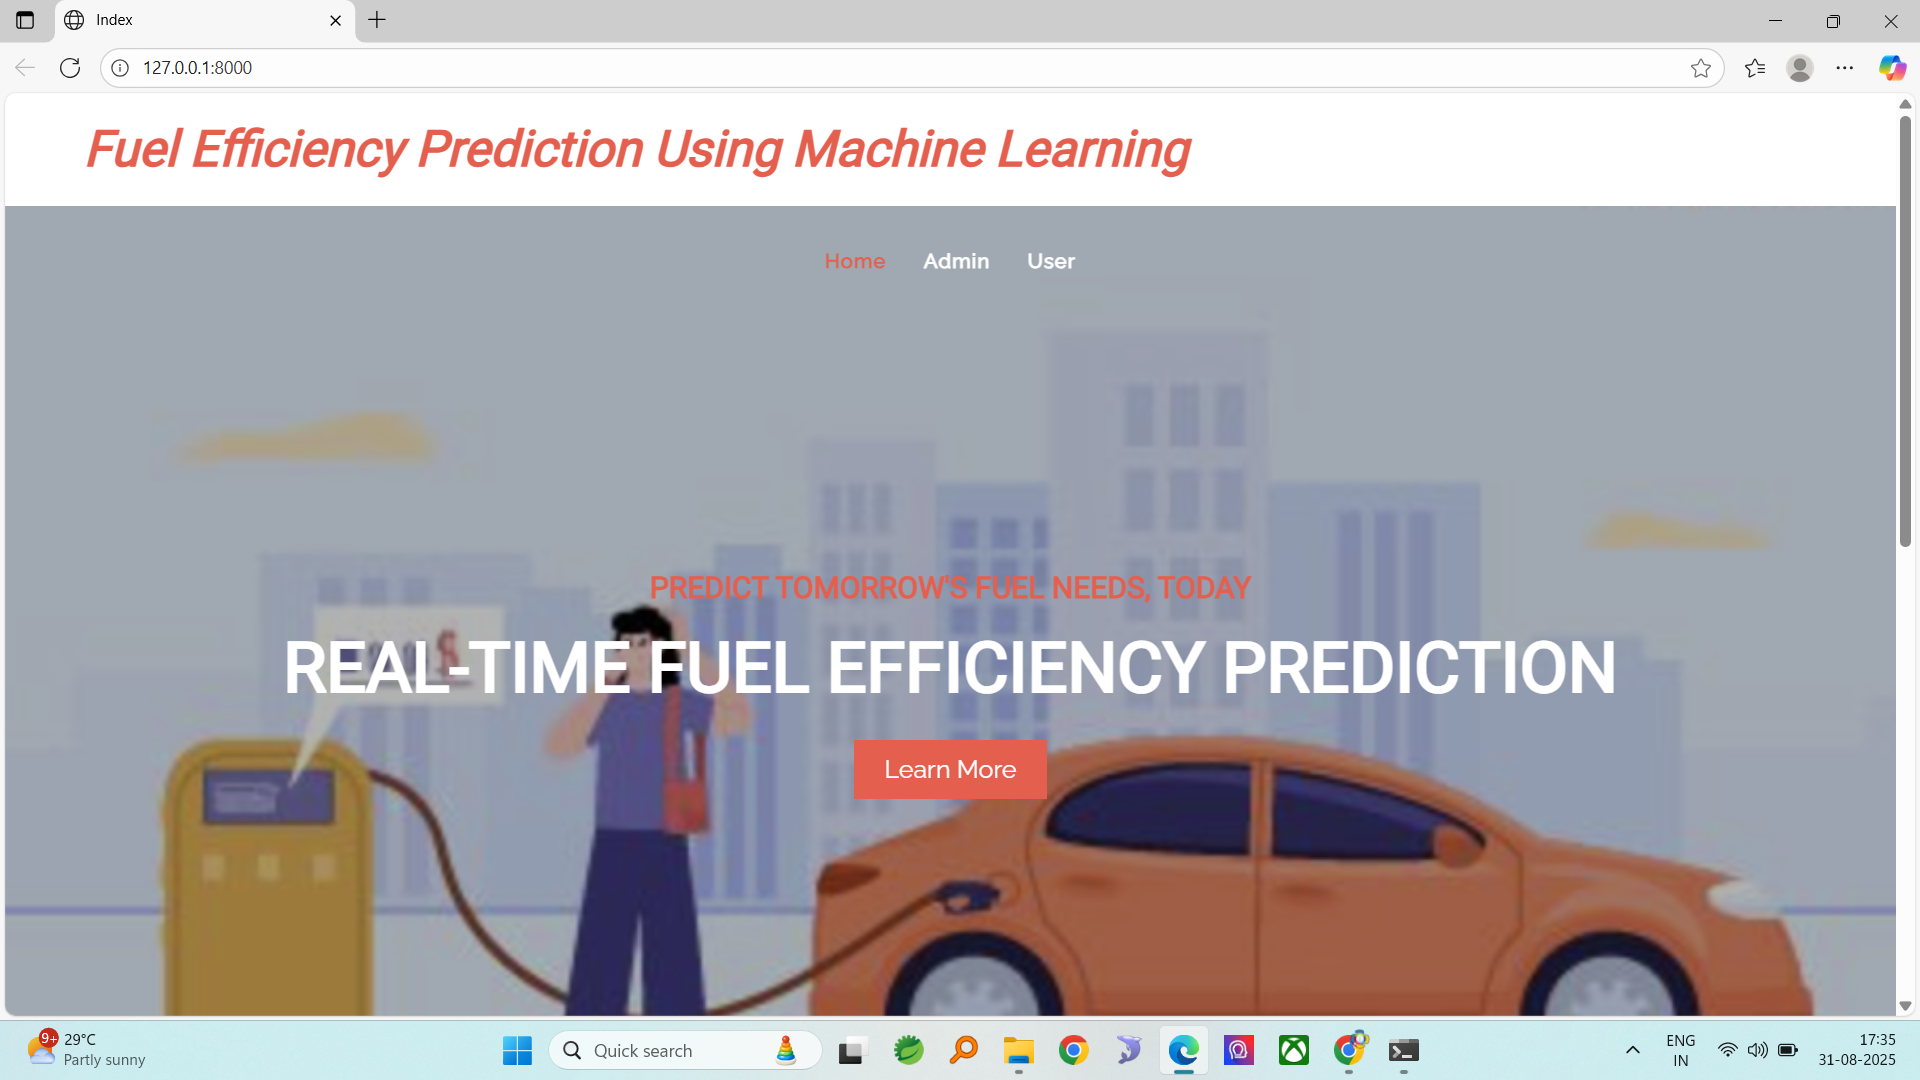 Index
127.0.0.1:8000
Fuel Efficiency Prediction Using Machine Learning
Home Admin User
PREDICT TOMORROW'S FUEL NEEDS, TODAY
REAL-TIME FUEL EFFICIENCY PREDICTION
Learn More
9+ 29°C
Partly sunny
Quick search
ENG
IN
17:35
31-08-2025